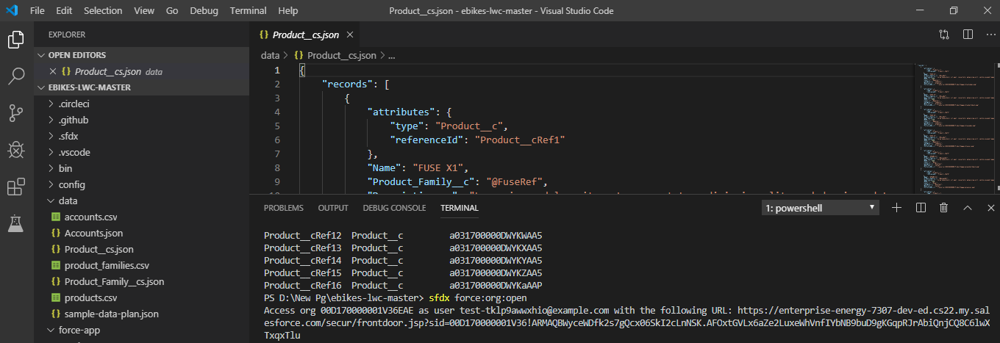 File Edit Selection View Go Debug Terminal Help Product__cs.json - ebikes-lwc-master - Visual Studio Code
EXPLORER
OPEN EDITORS
Product__cs.json data
EBIKES-LWC-MASTER
.circleci
.github
.sfdx
.vscode
bin
config
data
accounts.csv
Accounts.json
Product__cs.json
product_families.csv
Product_Family__cs.json
products.csv
sample-data-plan.json
force-app
{} Product__cs.json
data > {} Product__cs.json > ...
1 {
2 "records": [
3 {
4 "attributes": {
5 "type": "Product__c",
6 "referenceId": "Product__cRef1"
7 },
8 "Name": "FUSE X1",
9 "Product_Family__c": "@FuseRef",
PROBLEMS OUTPUT DEBUG CONSOLE TERMINAL 1: powershell
Product__cRef12 Product__c a031700000DWYKWAA5
Product__cRef13 Product__c a031700000DWYKXAA5
Product__cRef14 Product__c a031700000DWYKYAA5
Product__cRef15 Product__c a031700000DWYKZAA5
Product__cRef16 Product__c a031700000DWYKaAAP
PS D:\New Pg\ebikes-lwc-master> sfdx force:org:open
Access org 00D170000001V36EAE as user test-tklp9awwxhio@example.com with the following URL: https://enterprise-energy-7307-dev-ed.cs22.my.sal
esforce.com/secur/frontdoor.jsp?sid=00D170000001V36!ARMAQBWyceWDfk2s7gQcx06SkI2cLnNSK.AFOxtGVLx6aZe2LuxeWhVnfIYbNB9buD9gKGqpRJrAbiQnjCQ8C6lwX
TxqxTlu